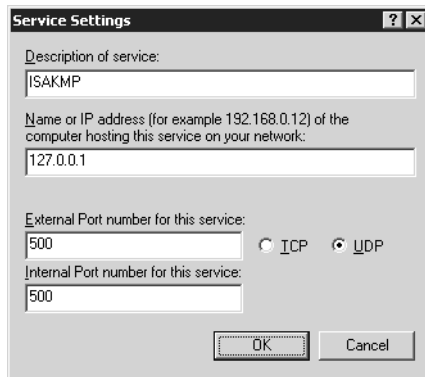 Service Settings
Description of service:
ISAKMP
Name or IP address (for example 192.168.0.12) of the
computer hosting this service on your network:
127.0.0.1
External Port number for this service:
500
TCP
UDP
Internal Port number for this service:
500
OK
Cancel